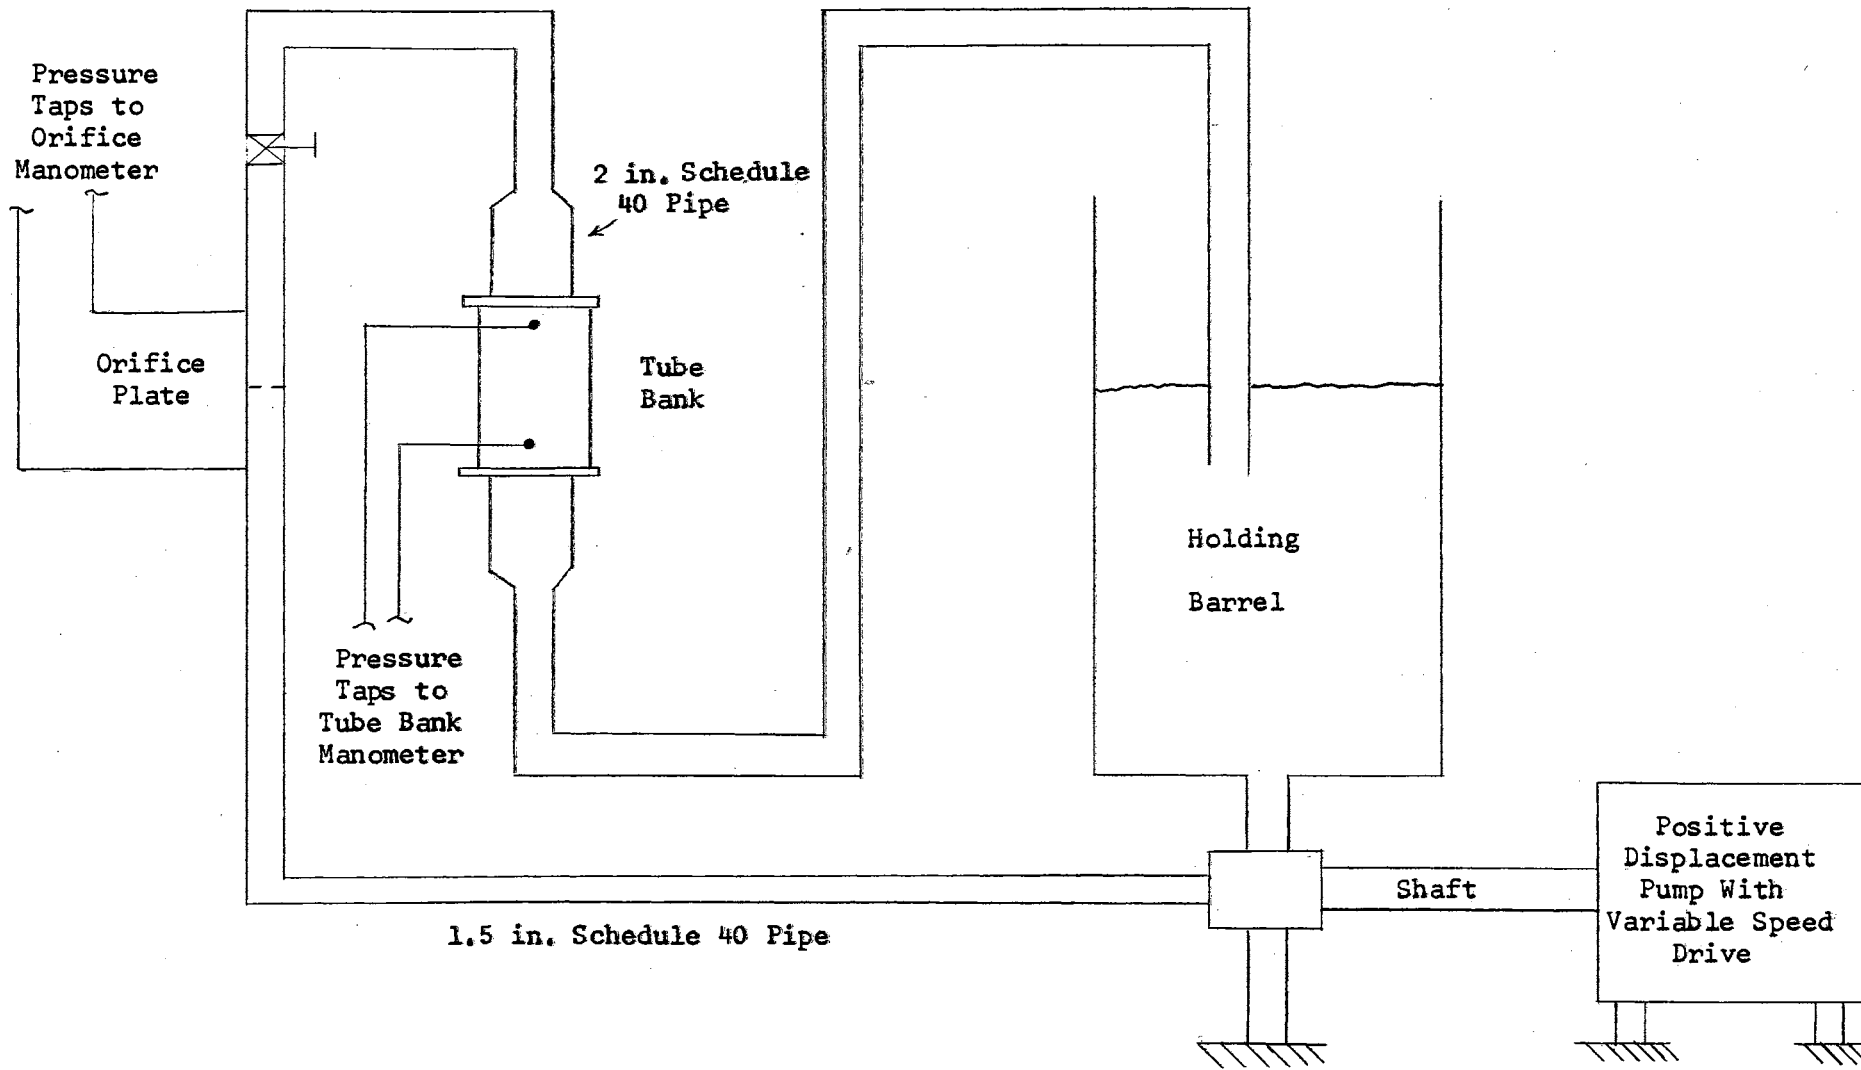 Pressure
Taps to
Orifice
Manometer
2 in. Schedule
40 Pipe
Orifice
Plate
Tube
Bank
Pressure
Taps to
Tube Bank
Manometer
Holding
Barrel
Shaft
Positive
Displacement
Pump With
Variable Speed
Drive
1.5 in. Schedule 40 Pipe